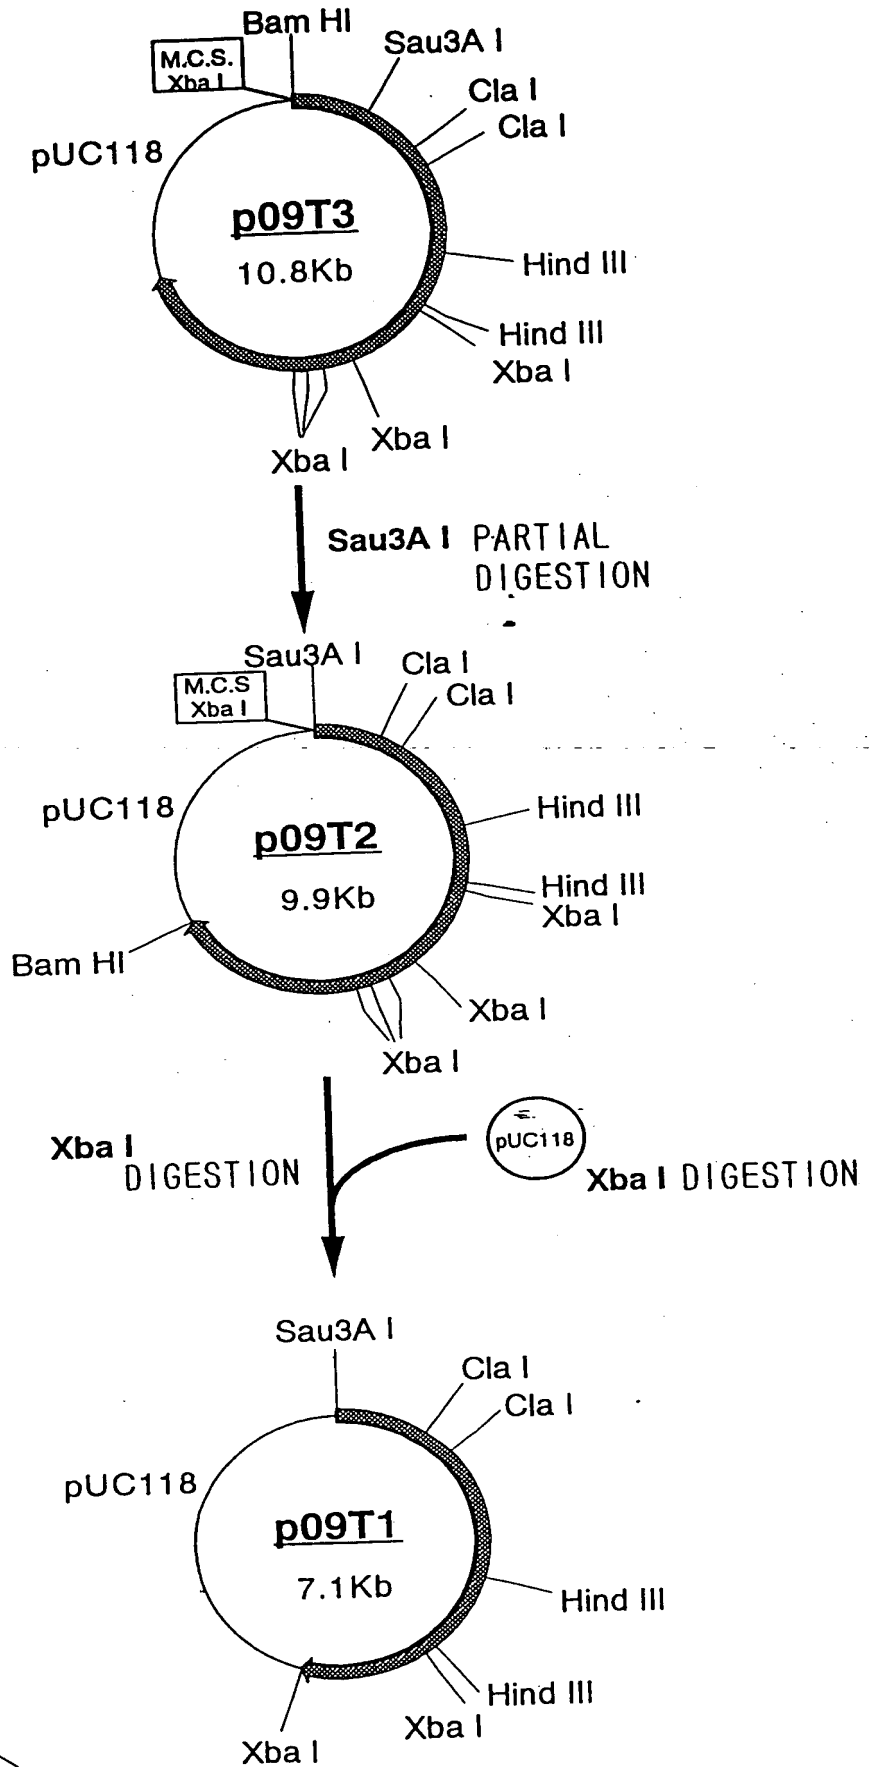 Bam HI
M.C.S.
Xba I
Sau3A I
Cla I
Cla I
pUC118
p09T3
10.8Kb
Hind III
Hind III
Xba I
Xba I
Xba I
Sau3A I PARTIAL
DIGESTION
Sau3A I
M.C.S
Xba I
Cla I
Cla I
pUC118
p09T2
9.9Kb
Hind III
Hind III
Xba I
Bam HI
Xba I
Xba I
Xba I
DIGESTION
pUC118
Xba I DIGESTION
Sau3A I
Cla I
Cla I
pUC118
p09T1
7.1Kb
Hind III
Hind III
Xba I
Xba I